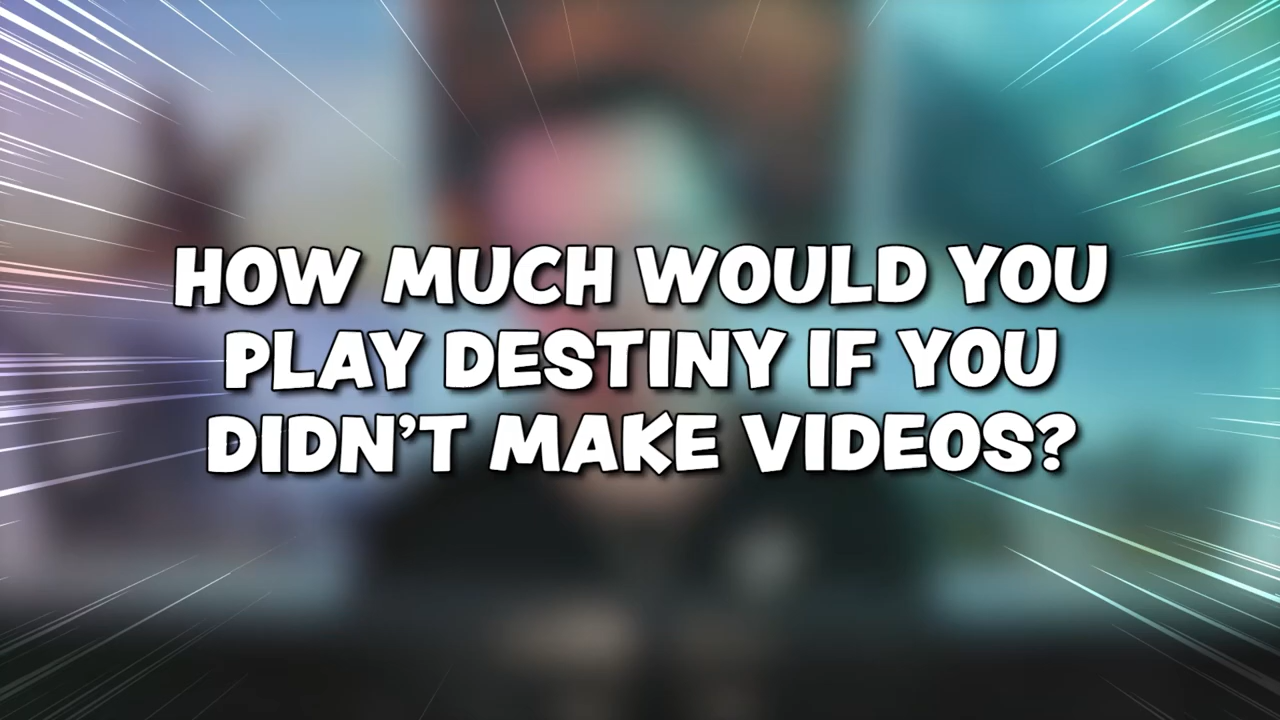 HOW MUCH WOULD YOU
PLAY DESTINY IF YOU
DIDN'T MAKE VIDEOS?